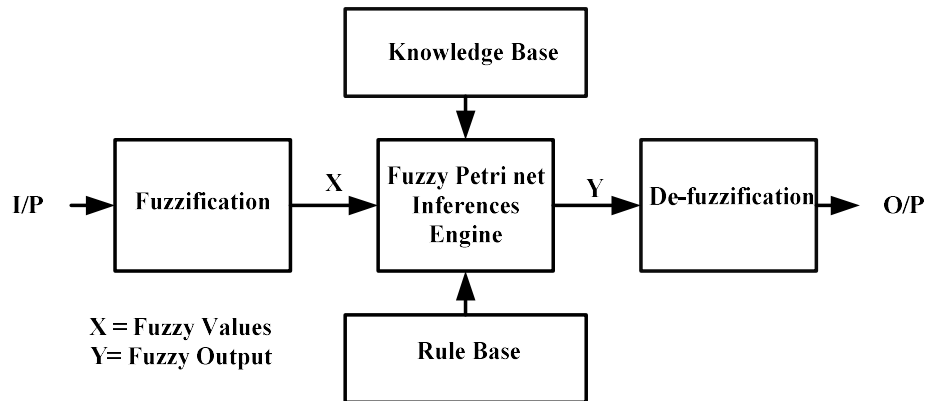 Knowledge Base
I/P
Fuzzification
X
Fuzzy Petri net
Inferences
Engine
Y
De-fuzzification
O/P
X = Fuzzy Values
Y= Fuzzy Output
Rule Base